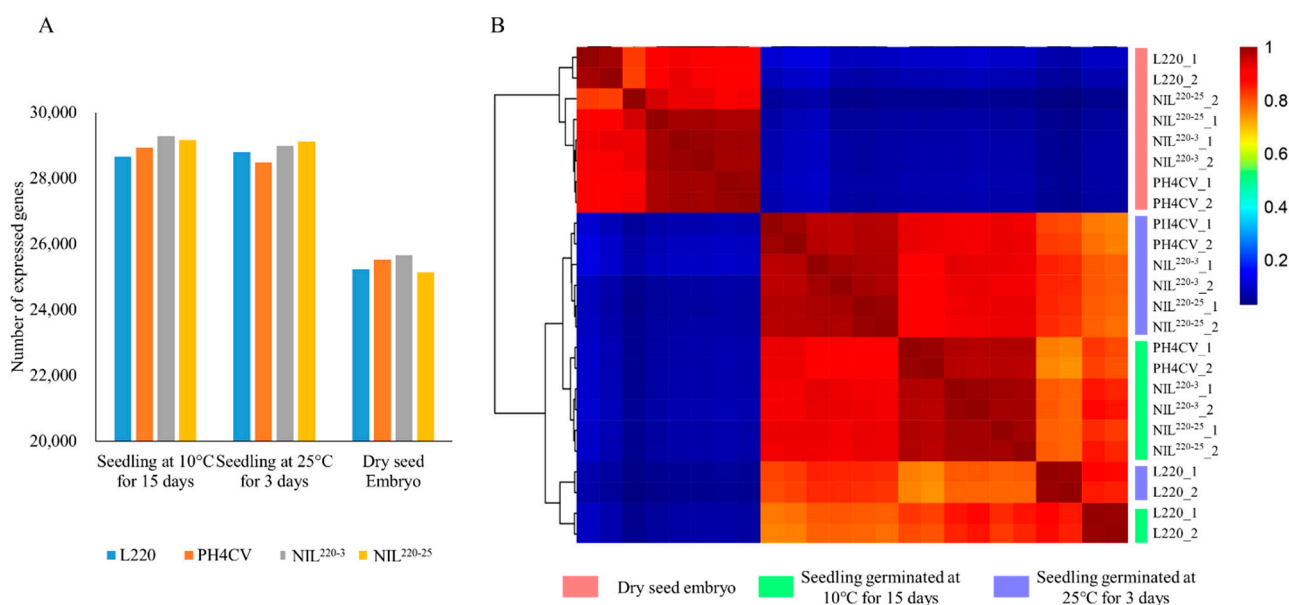 A
B
Number of expressed genes
30,000
28,000
26,000
24,000
22,000
20,000
Seedling at 10°C for 15 days
Seedling at 25°C for 3 days
Dry seed Embryo
L220
PH4CV
NIL220-3
NIL220-25
L220_1
L220_2
NIL220-25_2
NIL220-25_1
NIL220-3_1
NIL220-3_2
PH4CV_1
PH4CV_2
PH4CV_1
PH4CV_2
NIL220-3_1
NIL220-3_2
NIL220-25_1
NIL220-25_2
PH4CV_1
PH4CV_2
NIL220-3_1
NIL220-3_2
NIL220-25_1
NIL220-25_2
L220_1
L220_2
L220_1
L220_2
1
0.8
0.6
0.4
0.2
Dry seed embryo
Seedling germinated at
10°C for 15 days
Seedling germinated at
25°C for 3 days